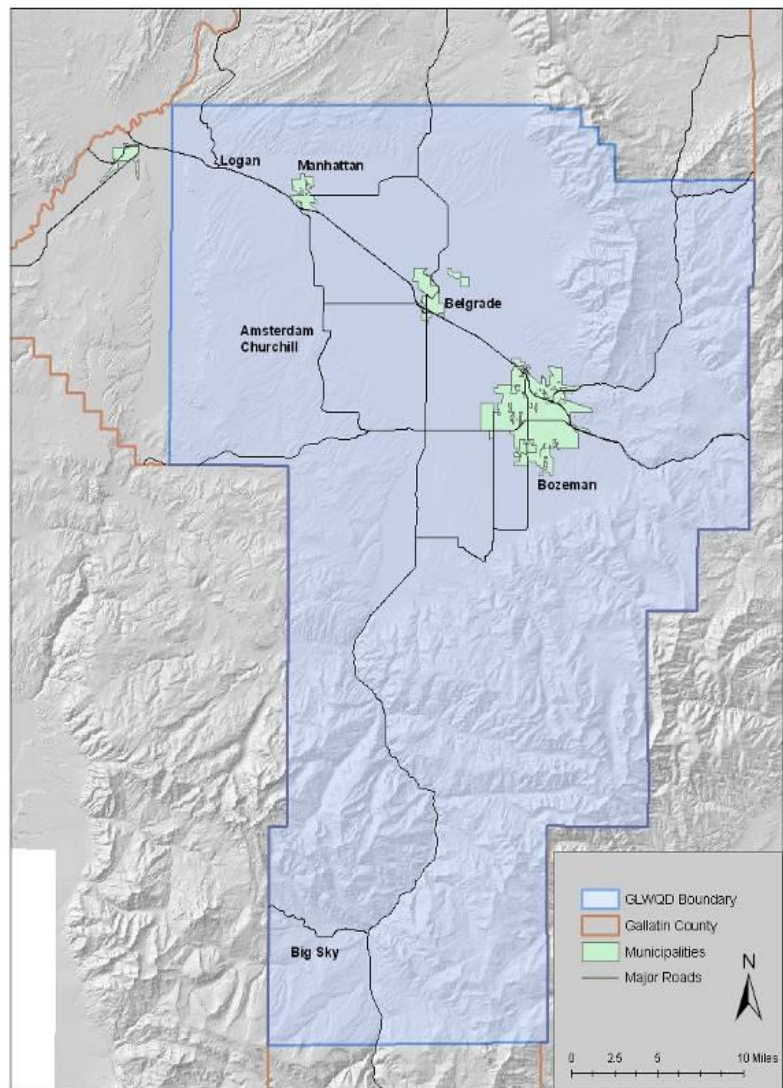 Logan
Manhattan
Belgrade
Amsterdam
Churchill
Bozeman
Big Sky
GLWQD Boundary
Gallatin County
Municipalities
Major Roads
N
0 2.5 5 10 Miles